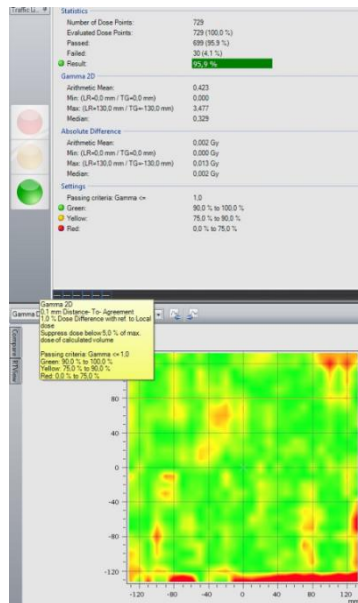 Traffic Li...
Statistics
Number of Dose Points: 729
Evaluated Dose Points: 729 (100,0 %)
Passed: 699 (95.9 %)
Failed: 30 (4.1 %)
Result: 95,9 %
Gamma 2D
Arithmetic Mean: 0,423
Min: (LR=0,0 mm / TG=0,0 mm) 0,000
Max: (LR=130,0 mm / TG=-130,0 mm) 3,477
Median: 0,329
Absolute Difference
Arithmetic Mean: 0,002 Gy
Min: (LR=0,0 mm / TG=0,0 mm) 0,000 Gy
Max: (LR=130,0 mm / TG=-130,0 mm) 0,013 Gy
Median: 0,002 Gy
Settings
Passing criteria: Gamma <= 1,0
Green: 90,0 % to 100,0 %
Yellow: 75,0 % to 90,0 %
Red: 0,0 % to 75,0 %
Gamma 2D
0,1 mm Distance- To- Agreement
1,0 % Dose Difference with ref. to Local
dose
Suppress dose below 5,0 % of max.
dose of calculated volume
Passing criteria: Gamma <= 1,0
Green: 90,0 % to 100,0 %
Yellow: 75,0 % to 90,0 %
Red: 0,0 % to 75,0 %
Gamma
Compare
80
40
0
-40
-80
-120
-120 -80 -40 0 40 80 120
mm